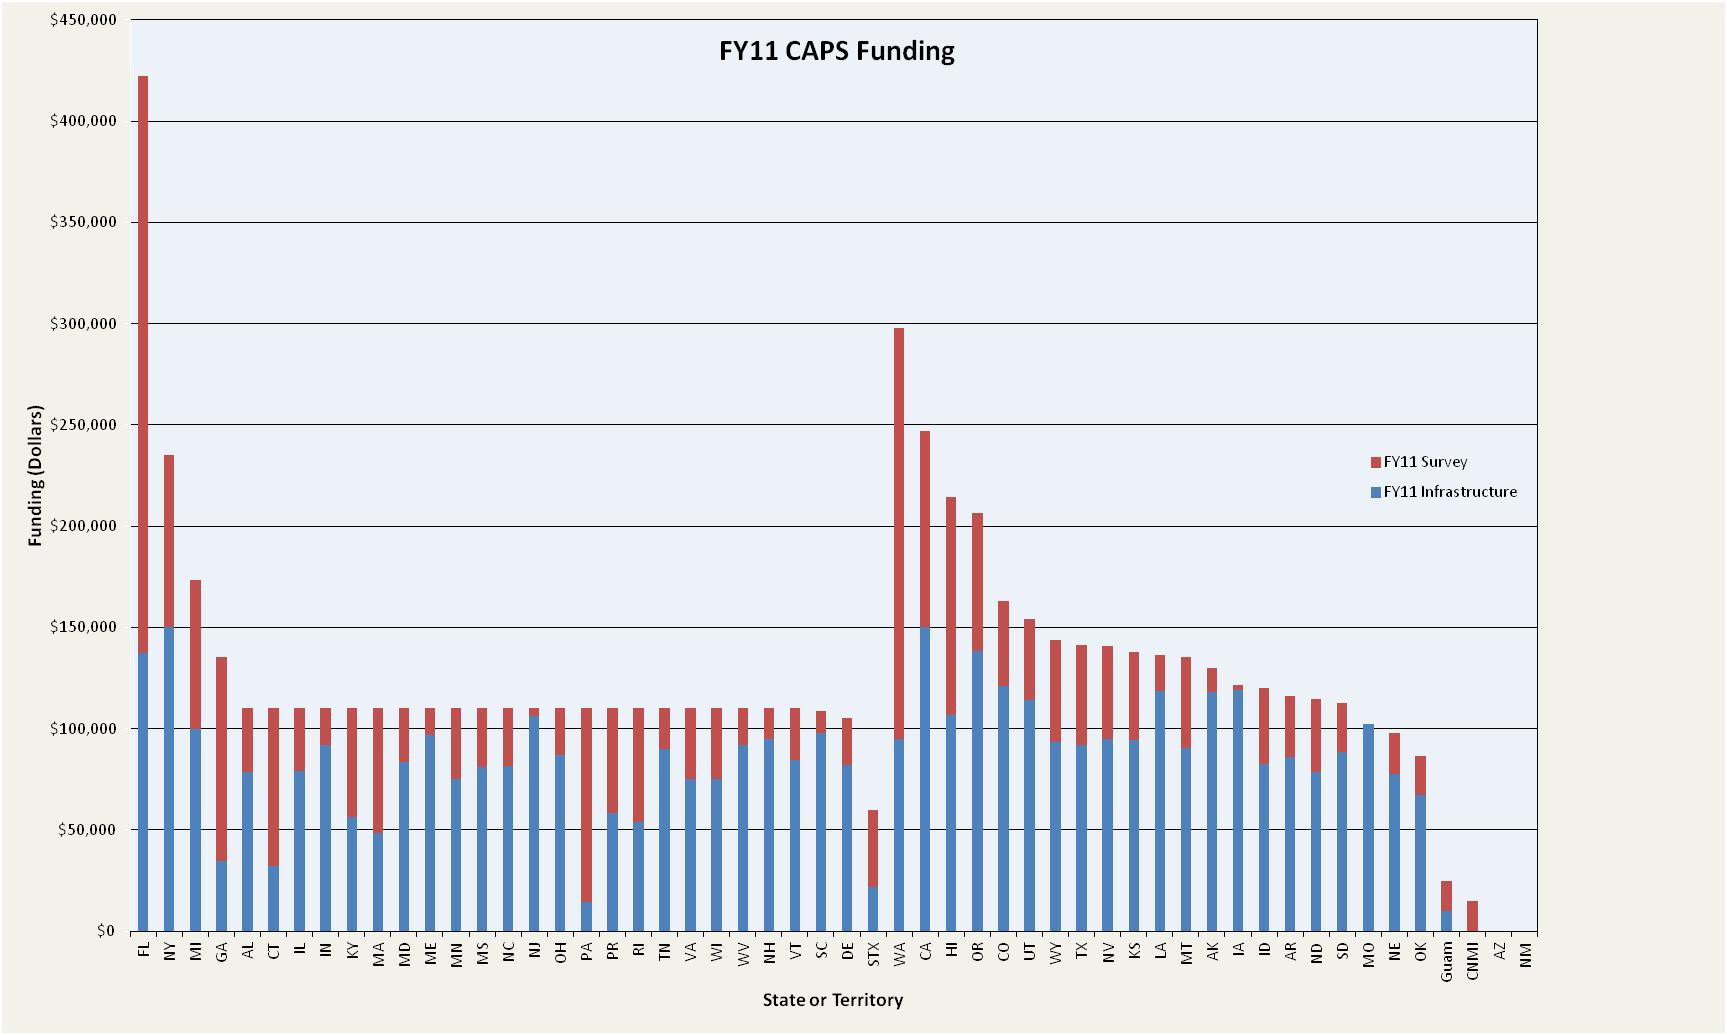 FY11 CAPS Funding
$450,000
$400,000
$350,000
$300,000
$250,000
$200,000
$150,000
$100,000
$50,000
$0
Funding (Dollars)
FY11 Survey
FY11 Infrastructure
FL NY MI GA AL CT IL IN KY MA MD ME MN MS NC NJ OH PA PR RI TN VA WI WV NH VT SC DE STX WA CA HI OR CO UT WY TX NV KS LA MT AK IA ID AR ND SD MO NE OK Guam CNMI AZ NM
State or Territory